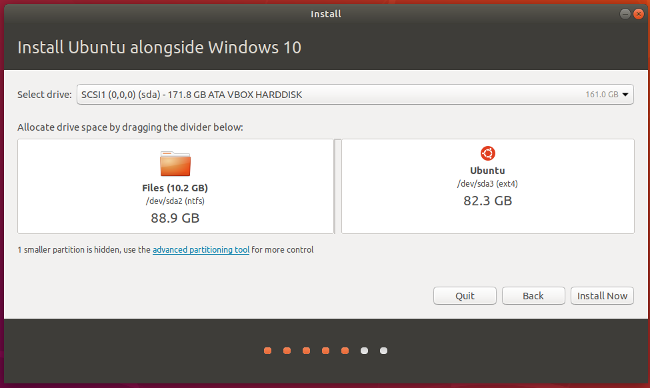 Install
Install Ubuntu alongside Windows 10
Select drive: SCSI1 (0,0,0) (sda) - 171.8 GB ATA VBOX HARDDISK 161.0 GB
Allocate drive space by dragging the divider below:
Files (10.2 GB)
/dev/sda2 (ntfs)
88.9 GB
Ubuntu
/dev/sda3 (ext4)
82.3 GB
1 smaller partition is hidden, use the advanced partitioning tool for more control
Quit Back Install Now